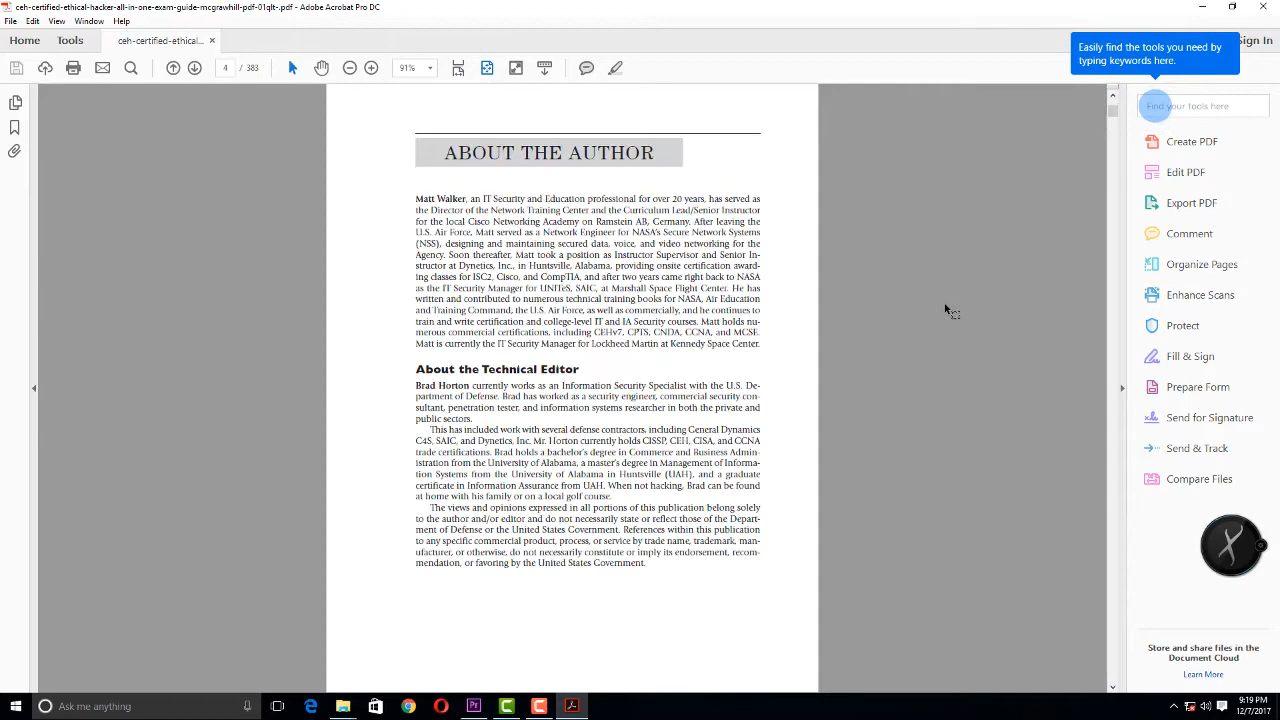 ceh-certified-ethical-hacker-all-in-one-exam-guide-mcgrawhill-pdf-01qlt-.pdf - Adobe Acrobat Pro DC
File Edit View Window Help
Home Tools ceh-certified-ethical...
Easily find the tools you need by
typing keywords here.
Sign In
4 / 383
91%
Find your tools here
Create PDF
Edit PDF
Export PDF
Comment
Organize Pages
Enhance Scans
Protect
Fill & Sign
Prepare Form
Send for Signature
Send & Track
Compare Files
Store and share files in the
Document Cloud
Learn More
ABOUT THE AUTHOR
Matt Walker, an IT Security and Education professional for over 20 years, has served as
the Director of the Network Training Center and the Curriculum Lead/Senior Instructor
for the local Cisco Networking Academy on Ramstein AB, Germany. After leaving the
U.S. Air Force, Matt served as a Network Engineer for NASA's Secure Network Systems
(NSS), designing and maintaining secured data, voice, and video networking for the
Agency. Soon thereafter, Matt took a position as Instructor Supervisor and Senior In-
structor at Dynetics, Inc., in Huntsville, Alabama, providing onsite certification award-
ing classes for ISC2, Cisco, and CompTIA, and after two years came right back to NASA
as the IT Security Manager for UNITeS, SAIC, at Marshall Space Flight Center. He has
written and contributed to numerous technical training books for NASA, Air Education
and Training Command, the U.S. Air Force, as well as commercially, and he continues to
train and write certification and college-level IT and IA Security courses. Matt holds nu-
merous commercial certifications, including CEHv7, CPTS, CNDA, CCNA, and MCSE.
Matt is currently the IT Security Manager for Lockheed Martin at Kennedy Space Center.
About the Technical Editor
Brad Horton currently works as an Information Security Specialist with the U.S. De-
partment of Defense. Brad has worked as a security engineer, commercial security con-
sultant, penetration tester, and information systems researcher in both the private and
public sectors.
This has included work with several defense contractors, including General Dynamics
C4S, SAIC, and Dynetics, Inc. Mr. Horton currently holds CISSP, CEH, CISA, and CCNA
trade certifications. Brad holds a bachelor's degree in Commerce and Business Admin-
istration from the University of Alabama, a master's degree in Management of Informa-
tion Systems from the University of Alabama in Huntsville (UAH), and a graduate
certificate in Information Assurance from UAH. When not hacking, Brad can be found
at home with his family or on a local golf course.
The views and opinions expressed in all portions of this publication belong solely
to the author and/or editor and do not necessarily state or reflect those of the Depart-
ment of Defense or the United States Government. References within this publication
to any specific commercial product, process, or service by trade name, trademark, man-
ufacturer, or otherwise, do not necessarily constitute or imply its endorsement, recom-
mendation, or favoring by the United States Government.
Ask me anything
Pr
9:19 PM
12/7/2017